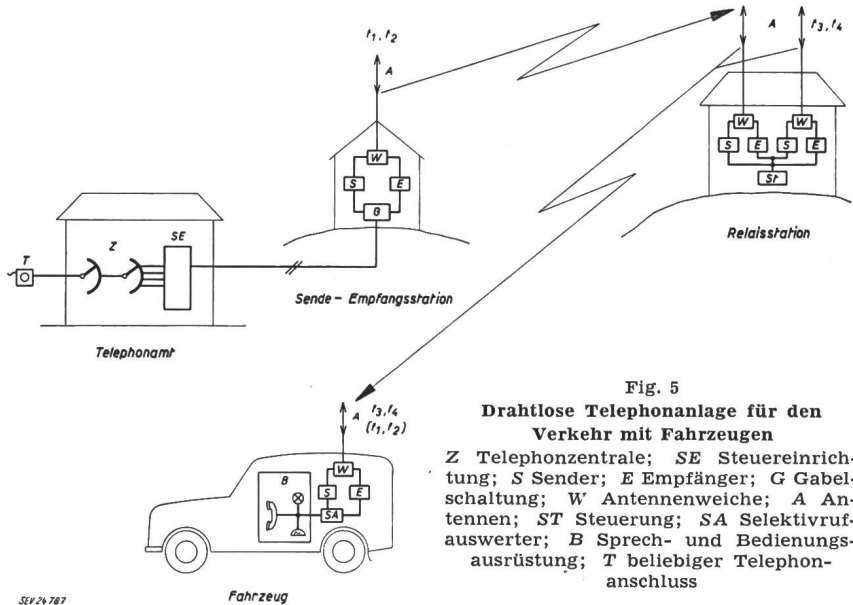 f₁, f₂
A
A
f₃, f₄
W
S
E
G
W
W
S
E
S
E
St
Relaisstation
Sende - Empfangsstation
T
Z
SE
Telephonamt
A
f₃, f₄
(f₁, f₂)
W
B
S
E
SA
Fahrzeug
SEV 24787
Fig. 5
Drahtlose Telephonanlage für den
Verkehr mit Fahrzeugen
Z Telephonzentrale; SE Steuereinrich-
tung; S Sender; E Empfänger; G Gabel-
schaltung; W Antennenweiche; A An-
tennen; ST Steuerung; SA Selektivruf-
auswerter; B Sprech- und Bedienungs-
ausrüstung; T beliebiger Telephon-
anschluss